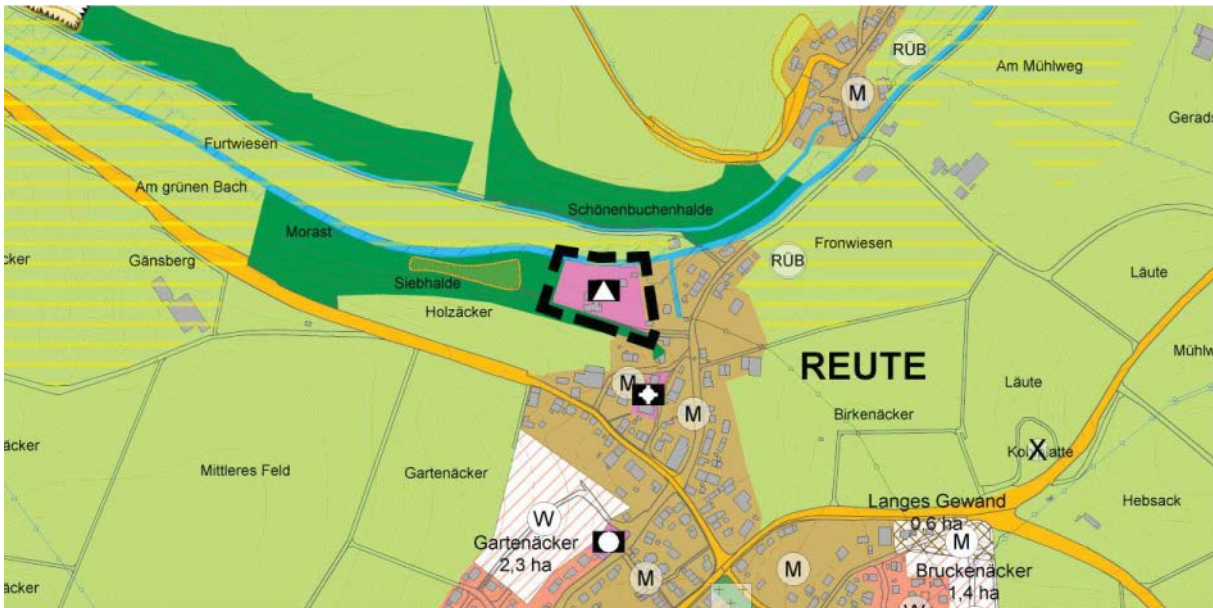 RÜB
Am Mühlweg
M
Gerads
Furtwiesen
Am grünen Bach
Schönenbuchenhalde
Morast
Fronwiesen
cker
Gänsberg
RÜB
Läute
Siebhalde
Holzäcker
REUTE
Mühlw
Läute
M
M
Birkenäcker
äcker
Mittleres Feld
Gartenäcker
X
Hebsack
Langes Gewand
0,6 ha
W
Gartenäcker
2,3 ha
M
M
M
Bruckenäcker
1,4 ha
äcker
W